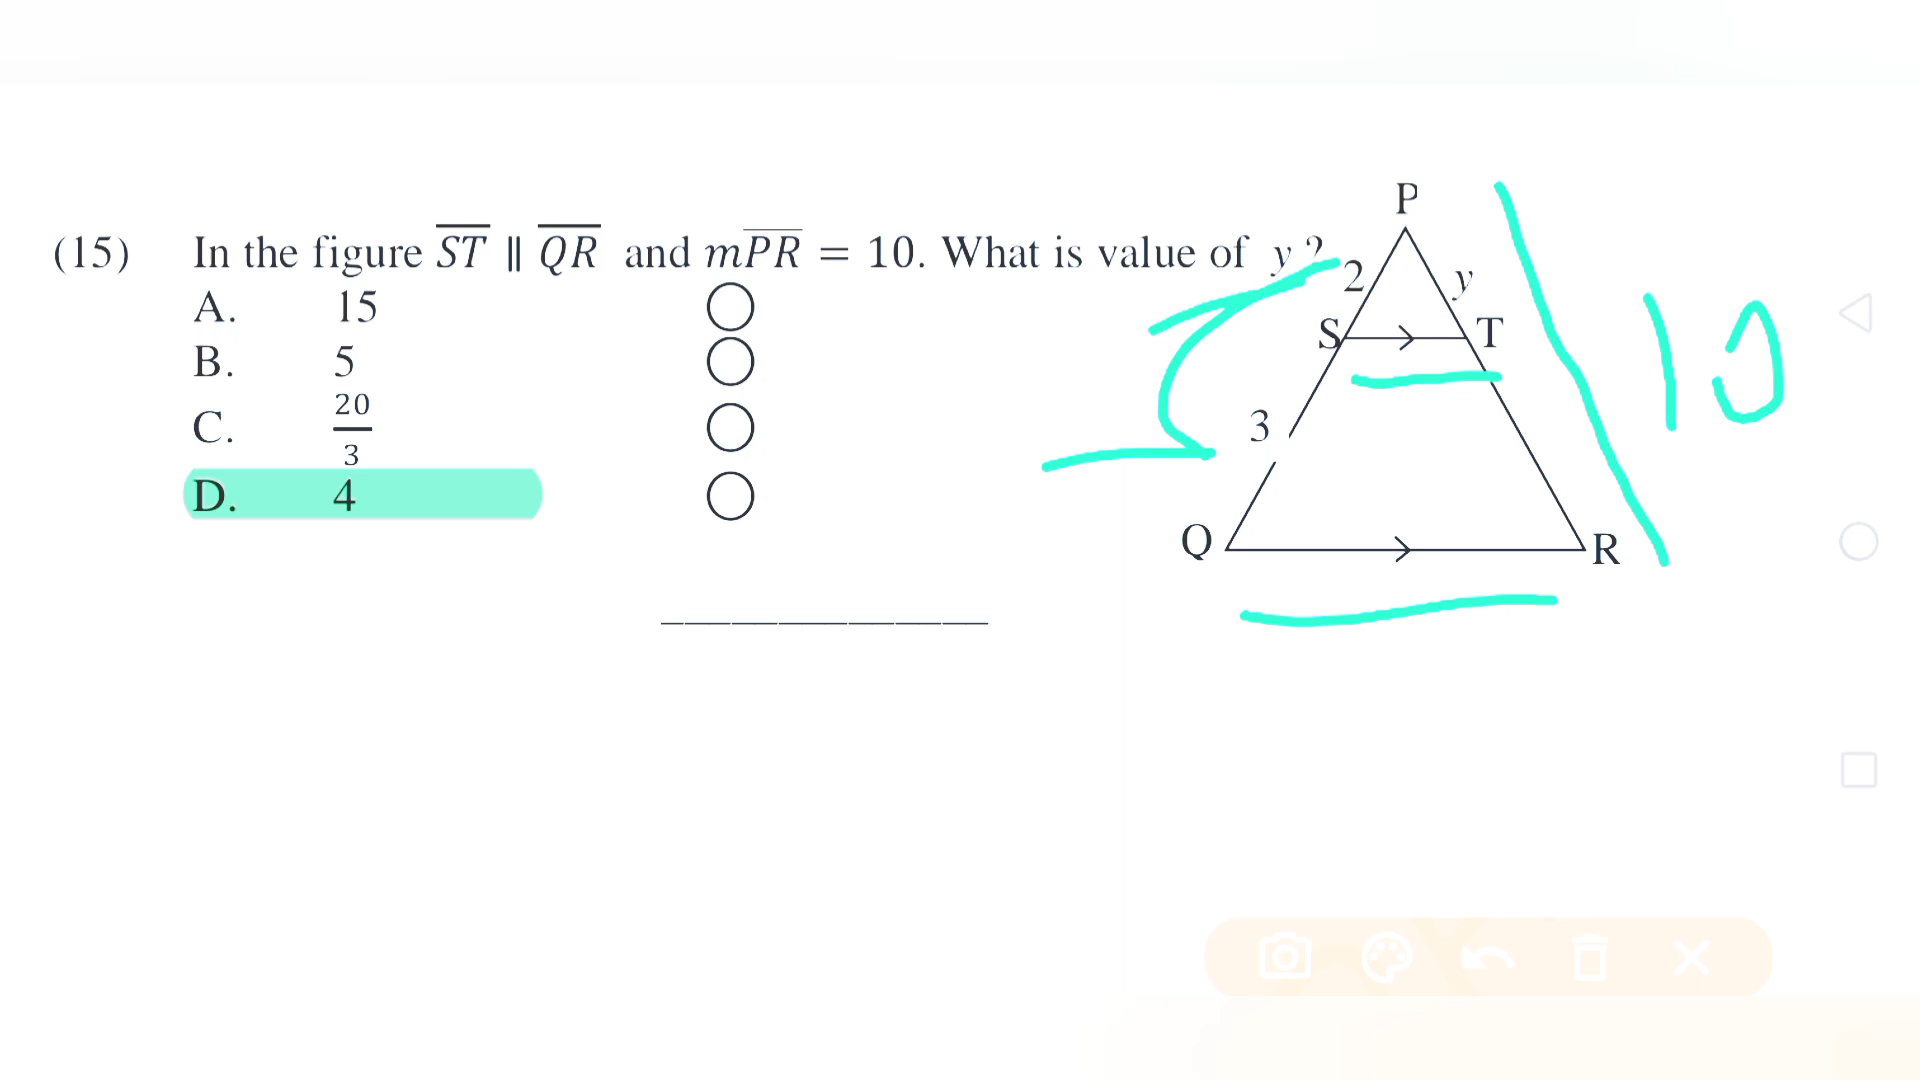 (15) In the figure ST ∥ QR and mPR = 10. What is value of y ?
A. 15
B. 5
C. 20/3
D. 4
P
2
y
S
T
10
3
Q
R